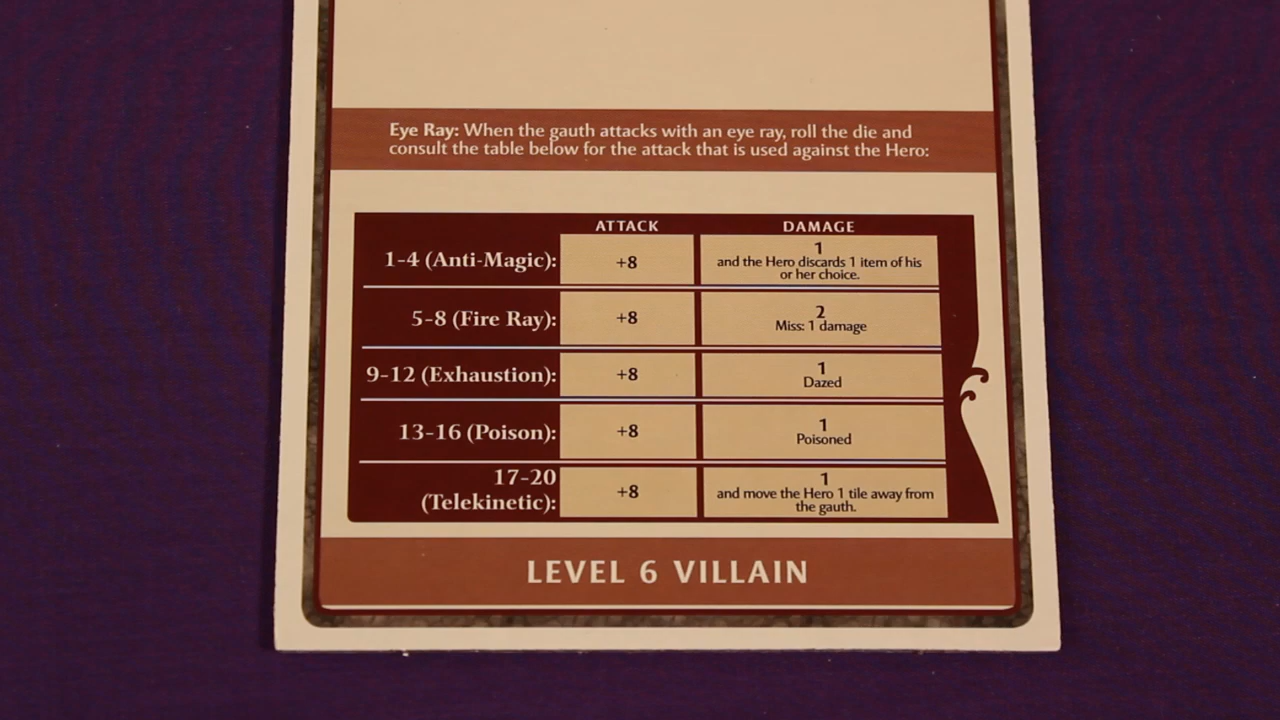 Eye Ray: When the gauth attacks with an eye ray, roll the die and
consult the table below for the attack that is used against the Hero:
ATTACK DAMAGE
1-4 (Anti-Magic): +8 1
and the Hero discards 1 item of his
or her choice.
5-8 (Fire Ray): +8 2
Miss: 1 damage
9-12 (Exhaustion): +8 1
Dazed
13-16 (Poison): +8 1
Poisoned
17-20
(Telekinetic): +8 1
and move the Hero 1 tile away from
the gauth.
LEVEL 6 VILLAIN